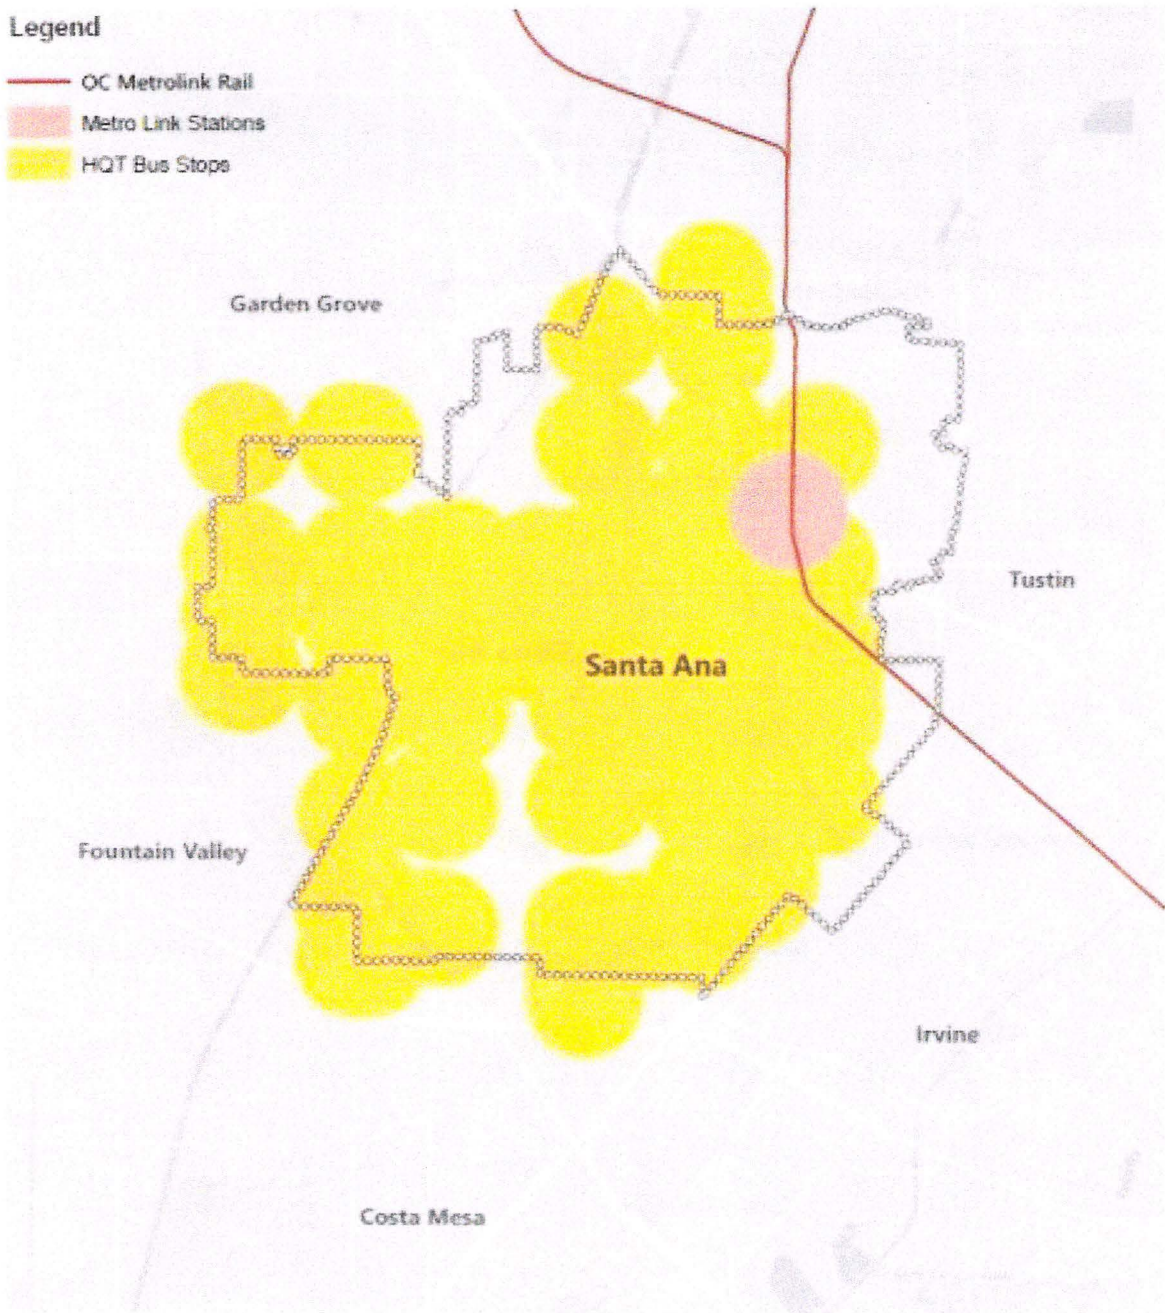 Legend
OC Metrolink Rail
Metro Link Stations
HQT Bus Stops
Garden Grove
Tustin
Santa Ana
Fountain Valley
Irvine
Costa Mesa